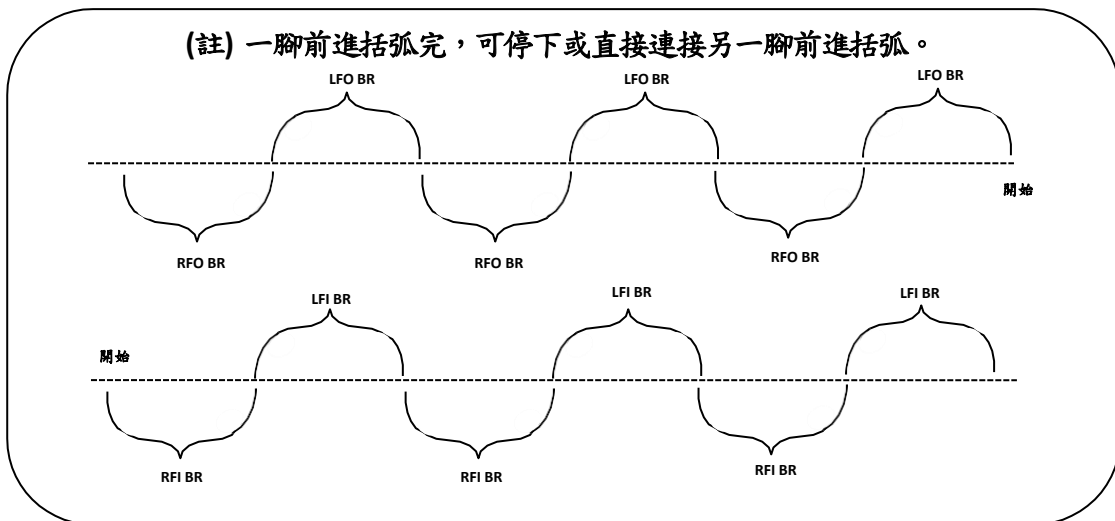 (註) 一腳前進括弧完，可停下或直接連接另一腳前進括弧。
LFO BR LFO BR LFO BR
開始
RFO BR RFO BR RFO BR
LFI BR LFI BR LFI BR
開始
RFI BR RFI BR RFI BR